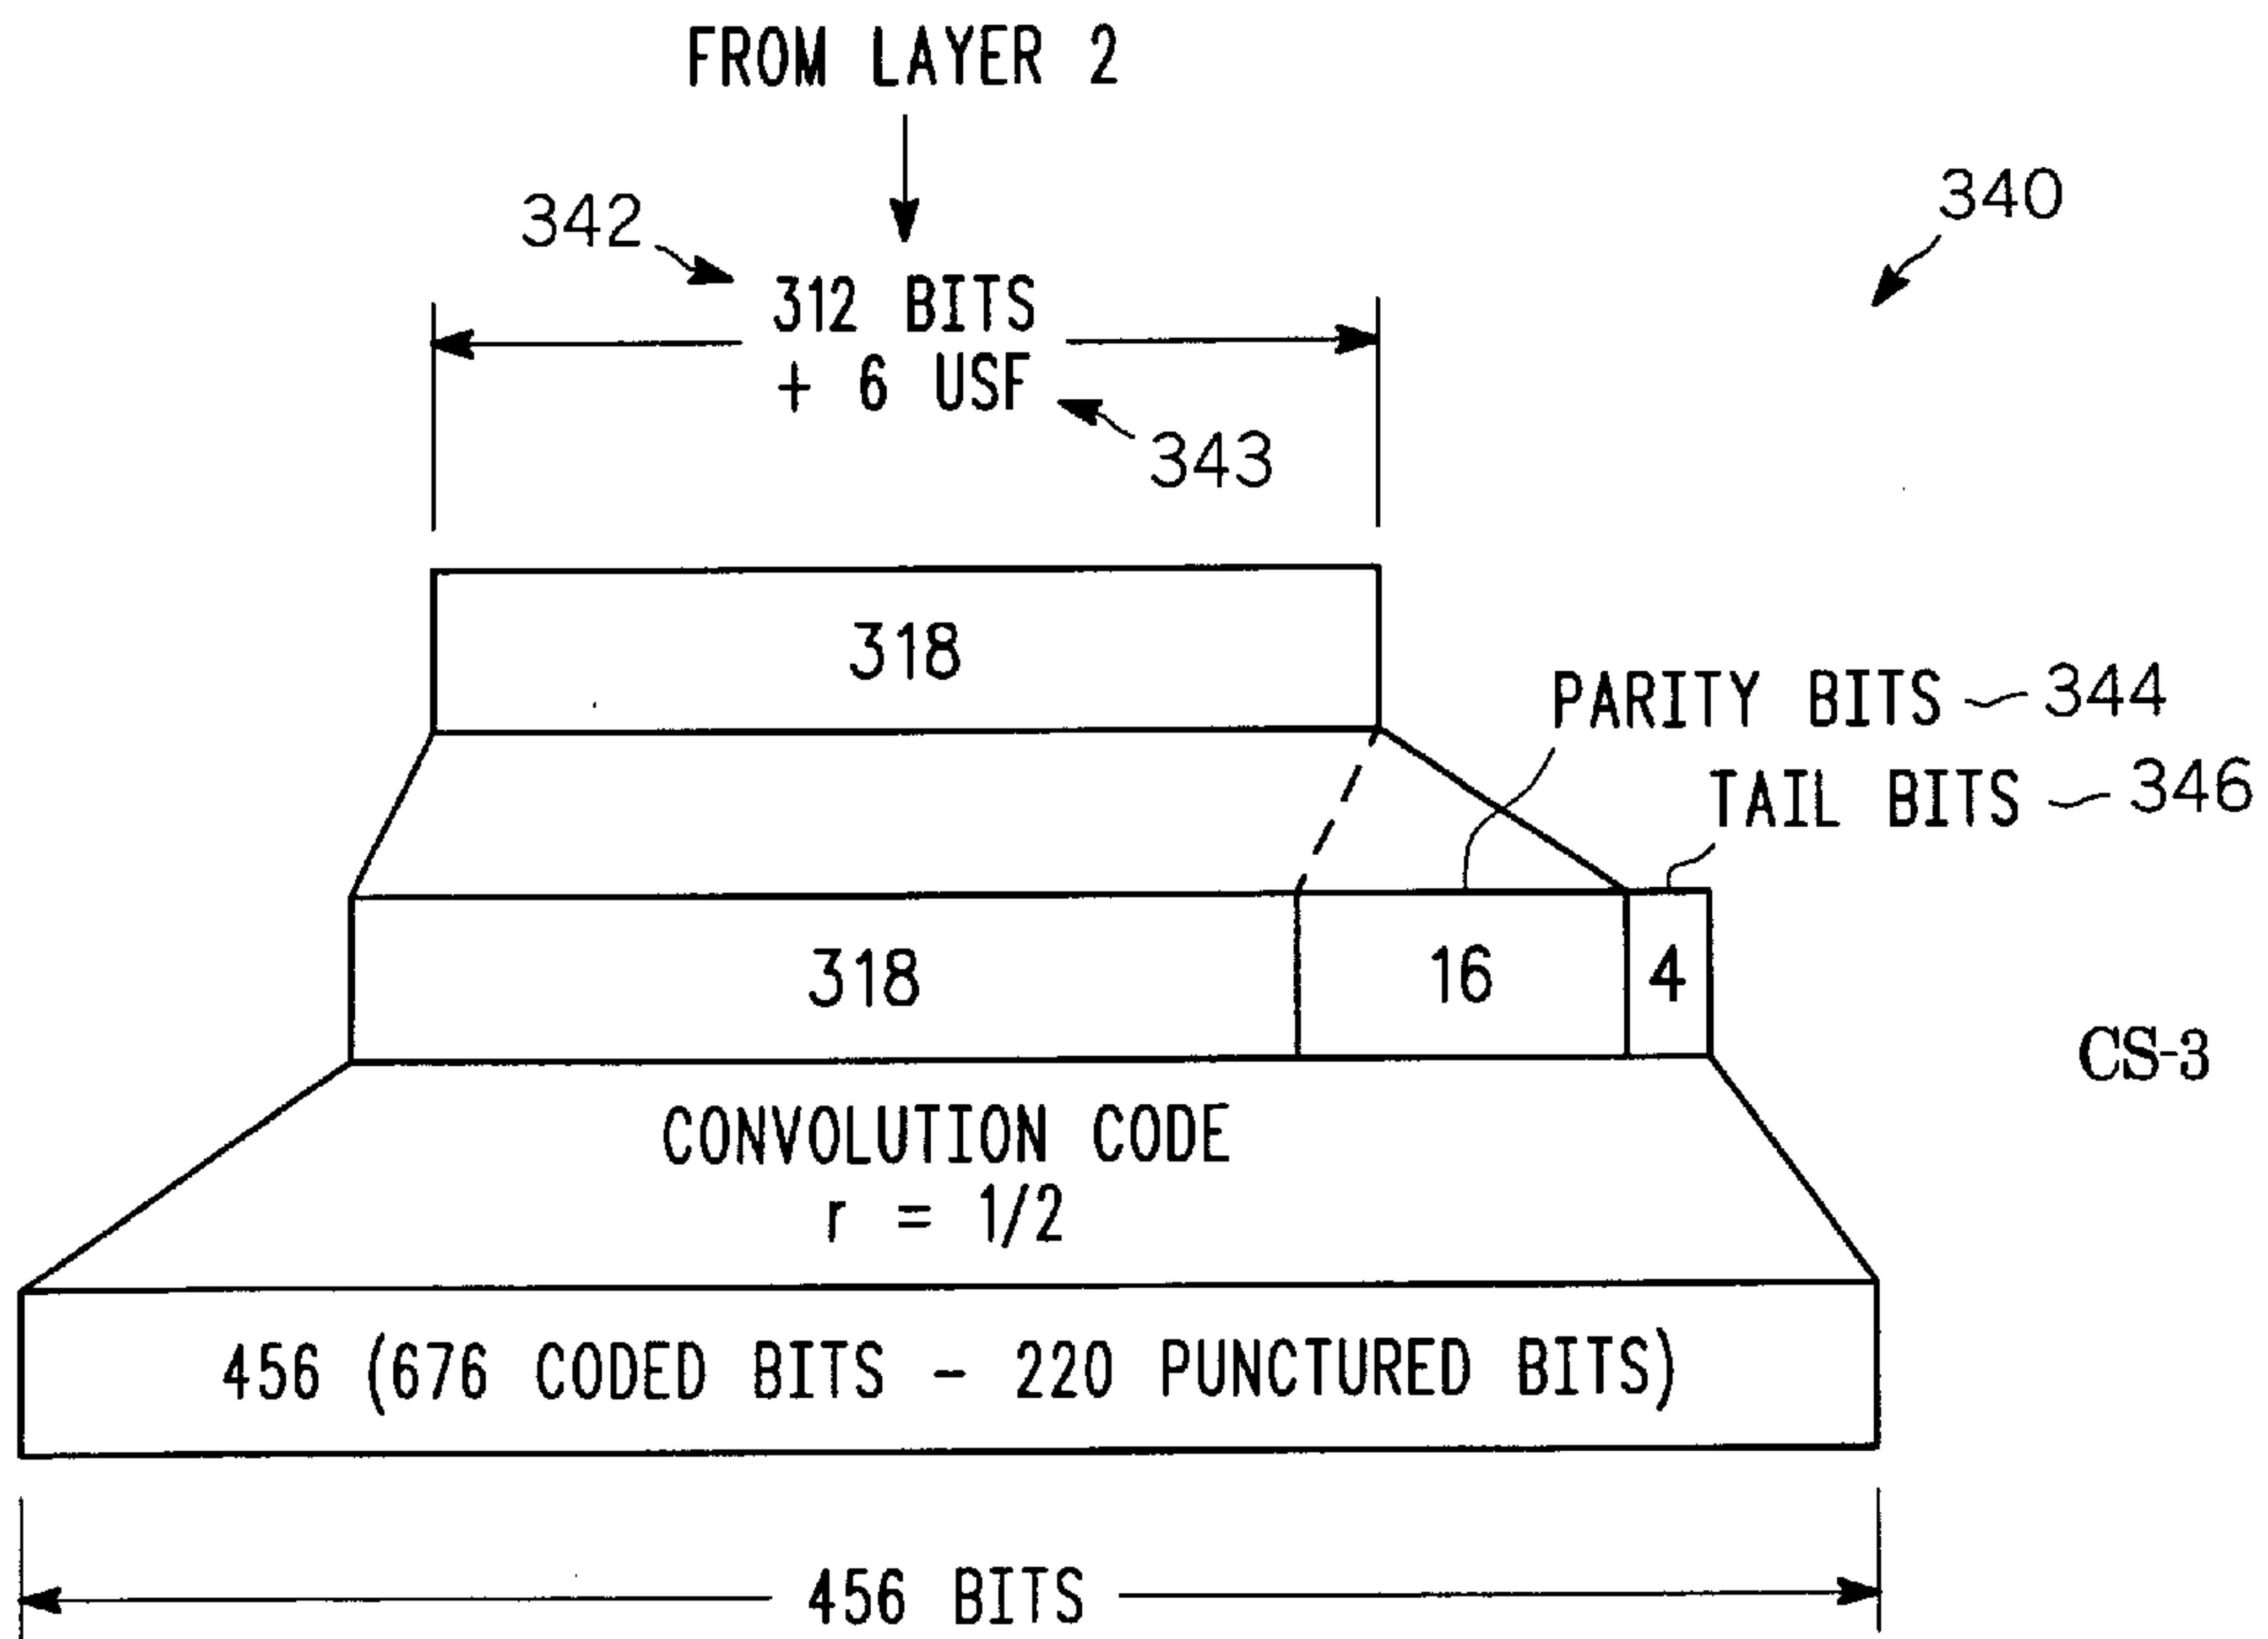 FROM LAYER 2
342
340
312 BITS
+ 6 USF
343
318
PARITY BITS 344
TAIL BITS 346
318 16 4
CS-3
CONVOLUTION CODE
r = 1/2
456 (676 CODED BITS - 220 PUNCTURED BITS)
456 BITS